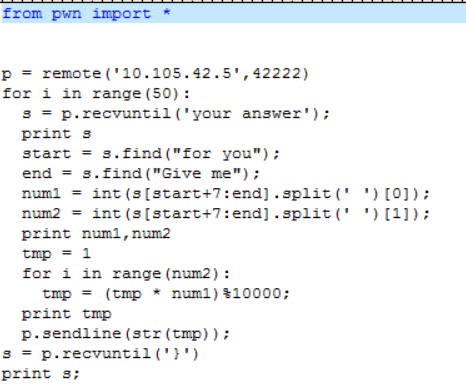 from pwn import *
p = remote('10.105.42.5',42222)
for i in range(50):
  s = p.recvuntil('your answer');
  print s
  start = s.find("for you");
  end = s.find("Give me");
  num1 = int(s[start+7:end].split(' ')[0]);
  num2 = int(s[start+7:end].split(' ')[1]);
  print num1,num2
  tmp = 1
  for i in range(num2):
    tmp = (tmp * num1)%10000;
  print tmp
  p.sendline(str(tmp));
s = p.recvuntil('}')
print s;